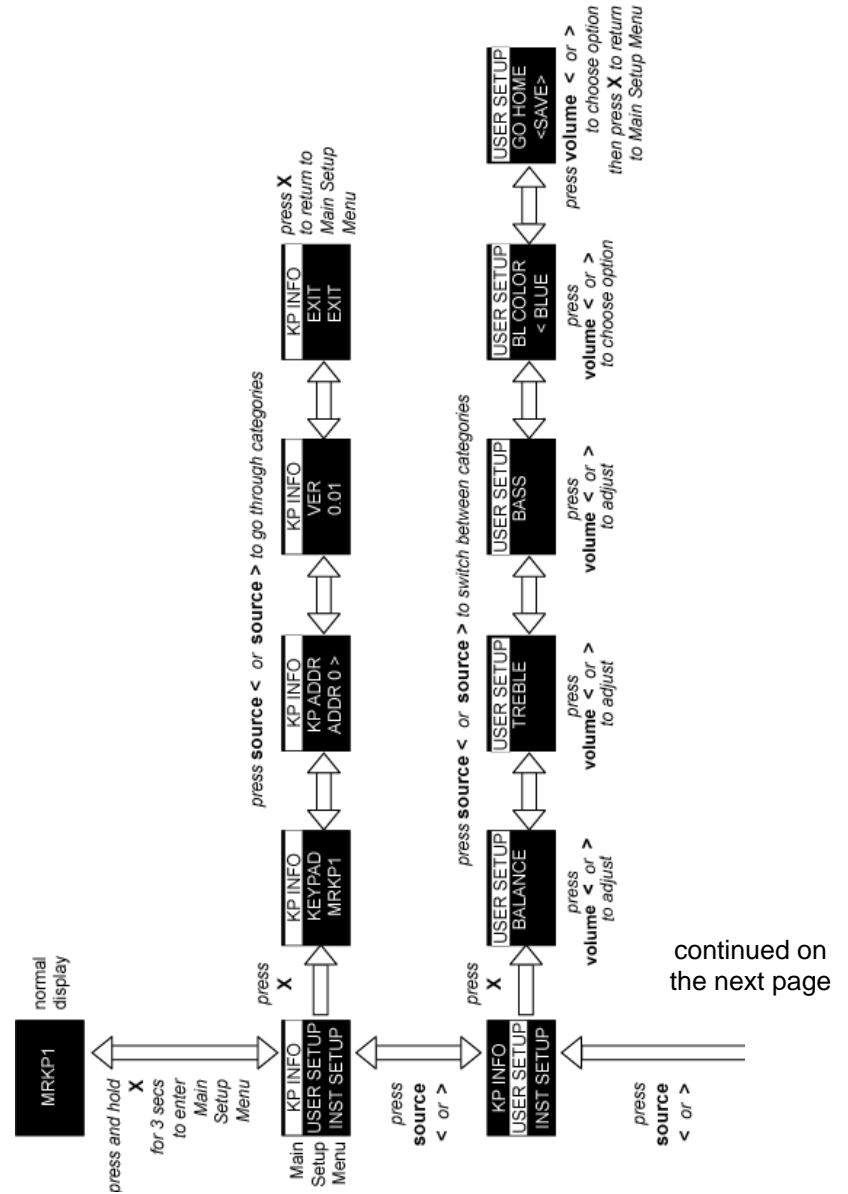 MRKP1
normal
display
press and hold
X
for 3 secs
to enter
Main
Setup
Menu
Main
Setup
Menu
KP INFO
USER SETUP
INST SETUP
press
X
press source < or source > to go through categories
KP INFO
KEYPAD
MRKP1
KP INFO
KP ADDR
ADDR 0 >
KP INFO
VER
0.01
KP INFO
EXIT
EXIT
press X
to return to
Main Setup
Menu
press
source
< or >
KP INFO
USER SETUP
INST SETUP
press
X
press source < or source > to switch between categories
USER SETUP
BALANCE
press
volume < or >
to adjust
USER SETUP
TREBLE
press
volume < or >
to adjust
USER SETUP
BASS
press
volume < or >
to adjust
USER SETUP
BL COLOR
< BLUE
press
volume < or >
to choose option
USER SETUP
GO HOME
<SAVE>
press volume < or >
to choose option
then press X to return
to Main Setup Menu
press
source
< or >
continued on
the next page